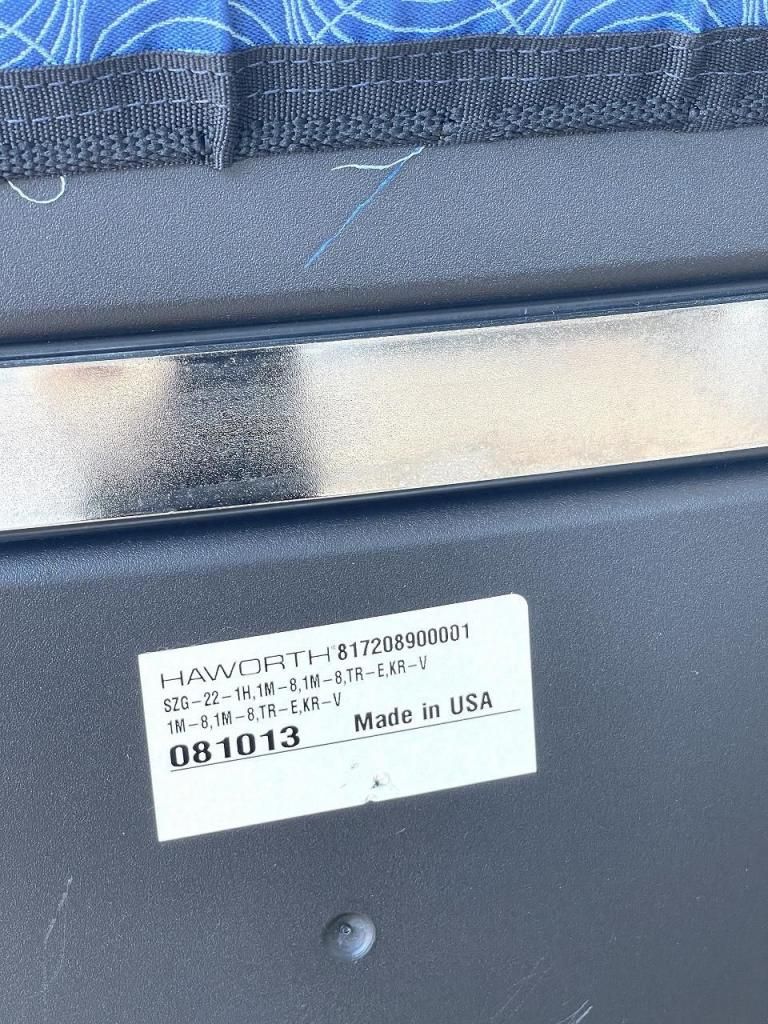 HAWORTH® 817208900001
SZG-22-1H,1M-8,1M-8,TR-E,KR-V
1M-8,1M-8,TR-E,KR-V
081013 Made in USA